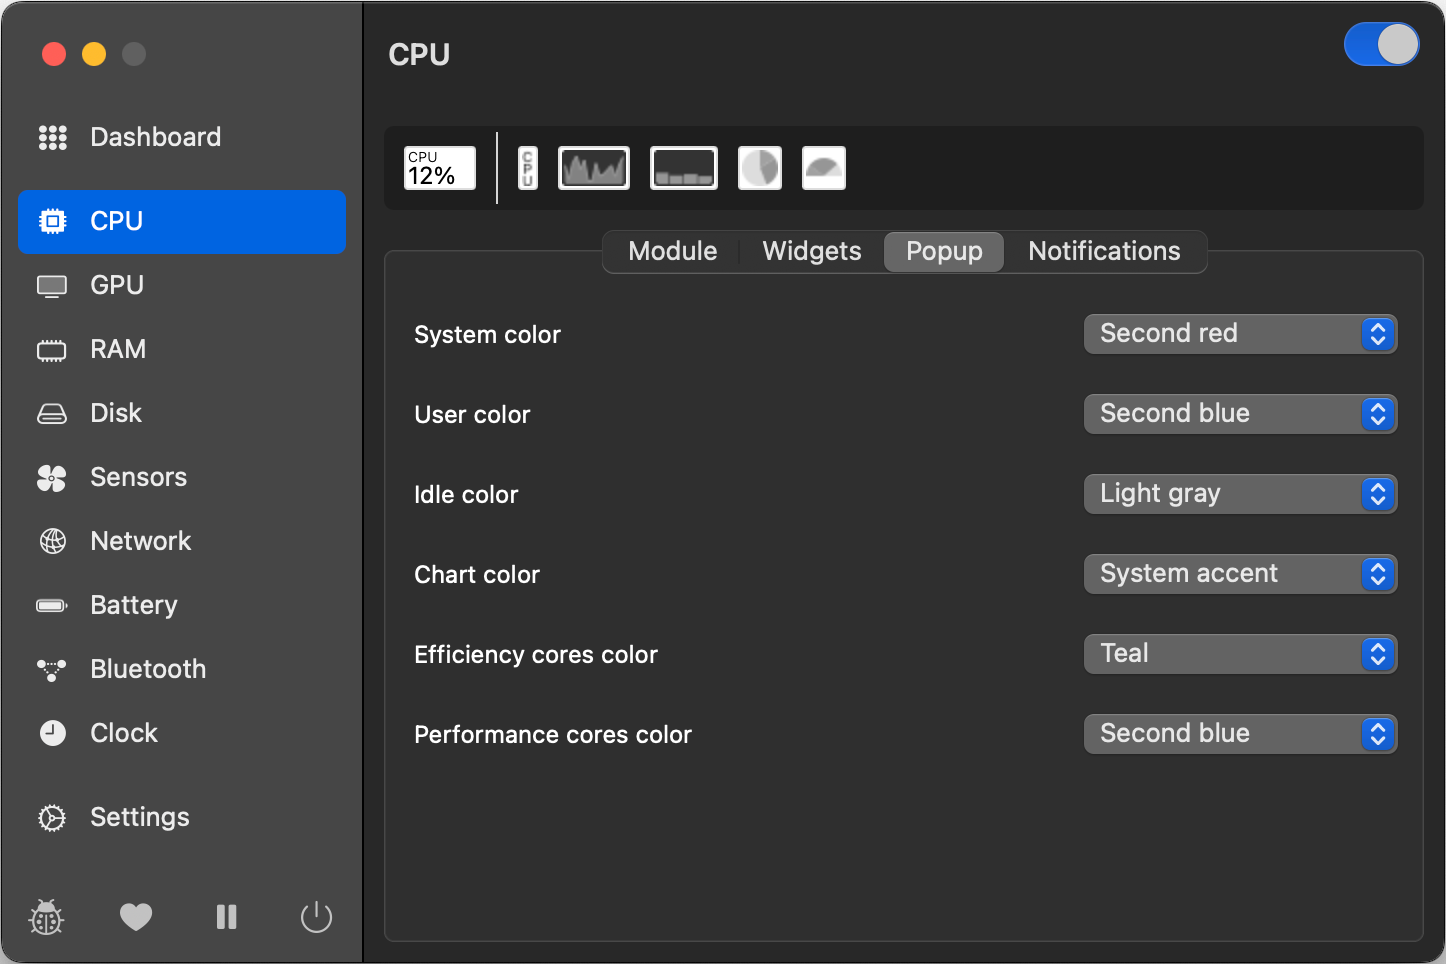 CPU
Dashboard
CPU
GPU
RAM
Disk
Sensors
Network
Battery
Bluetooth
Clock
Settings
CPU
12%
CPU
Module
Widgets
Popup
Notifications
System color
Second red
User color
Second blue
Idle color
Light gray
Chart color
System accent
Efficiency cores color
Teal
Performance cores color
Second blue